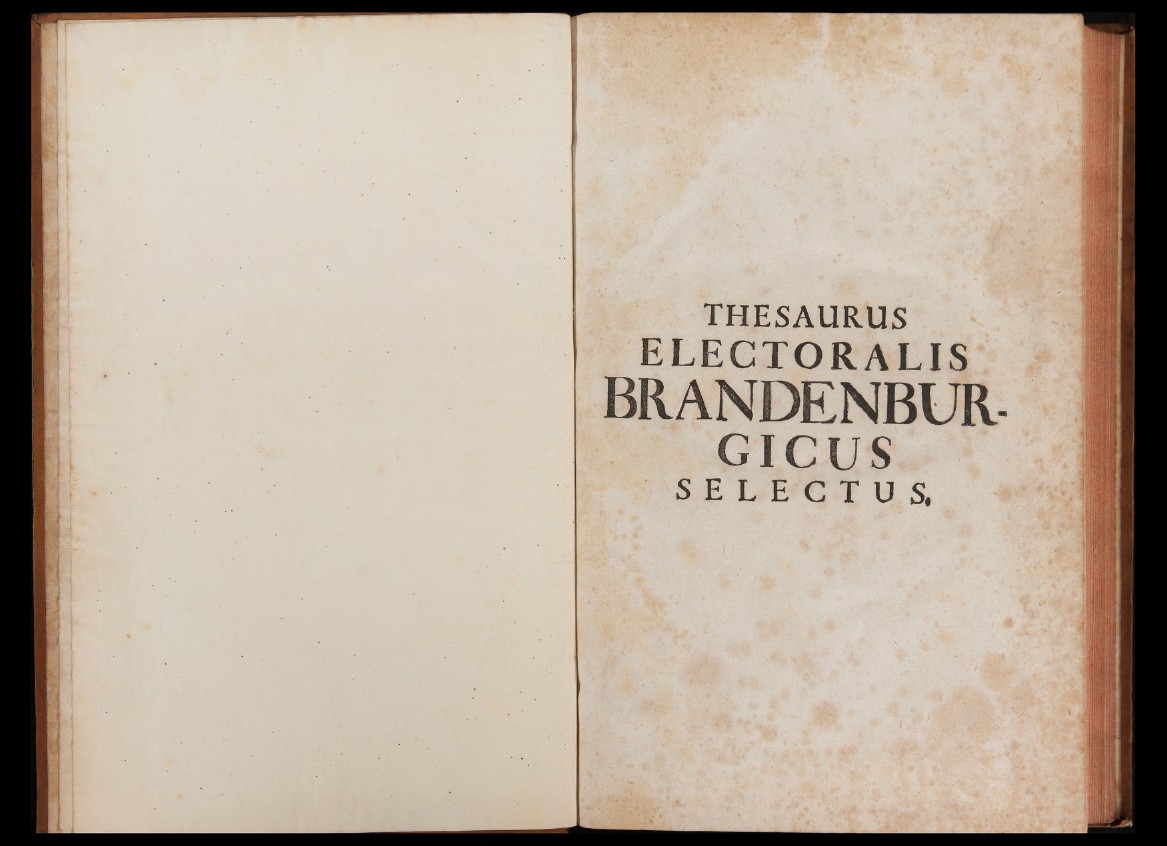 THESAURUS
ELECTORALIS
BRANDENBUR-
GICUS
SELECTUS.